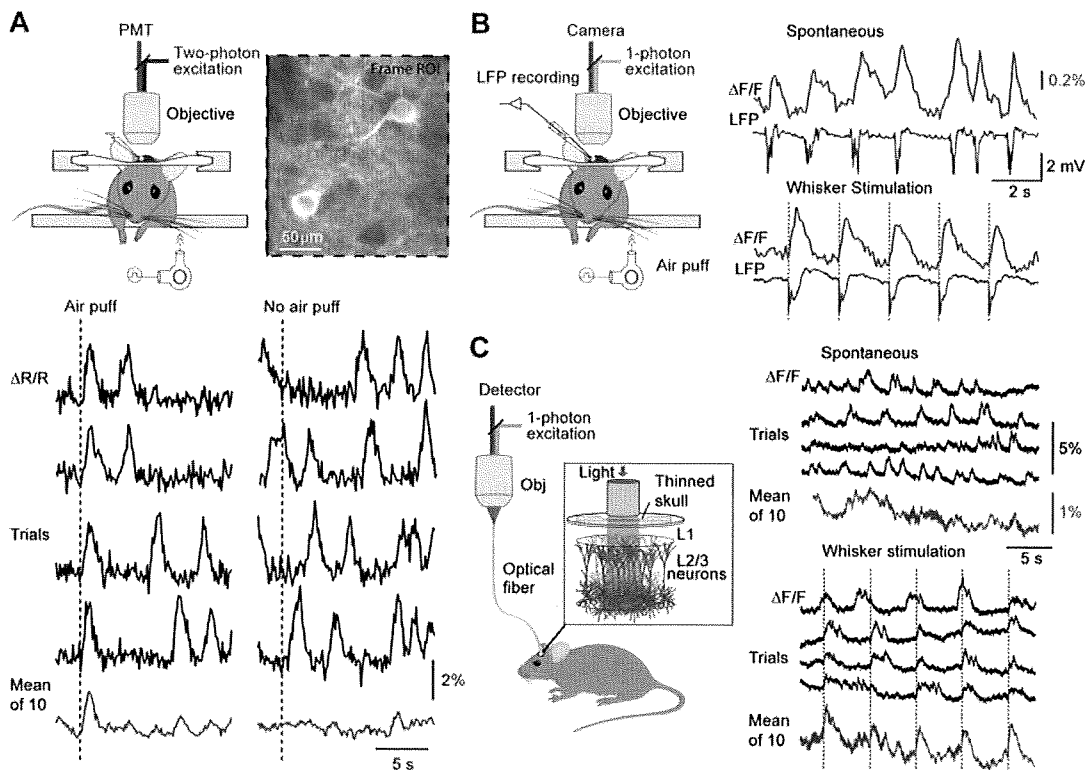 A
PMT
Two-photon
excitation
Objective
Frame ROI
50 µm
Air puff
No air puff
ΔR/R
Trials
Mean
of 10
2%
5 s
B
Camera
1-photon
excitation
LFP recording
Objective
Air puff
Spontaneous
ΔF/F
0.2%
LFP
2 mV
2 s
Whisker Stimulation
ΔF/F
LFP
C
Detector
1-photon
excitation
Obj
Optical
fiber
Light
Thinned
skull
L1
L2/3
neurons
Spontaneous
ΔF/F
Trials
5%
Mean
of 10
1%
5 s
Whisker stimulation
ΔF/F
Trials
Mean
of 10